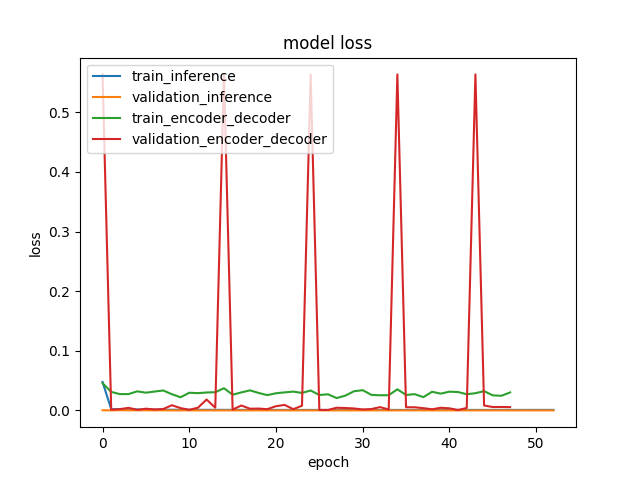 model loss
train_inference
validation_inference
train_encoder_decoder
validation_encoder_decoder
0.5
0.4
0.3
0.2
0.1
0.0
loss
0 10 20 30 40 50
epoch